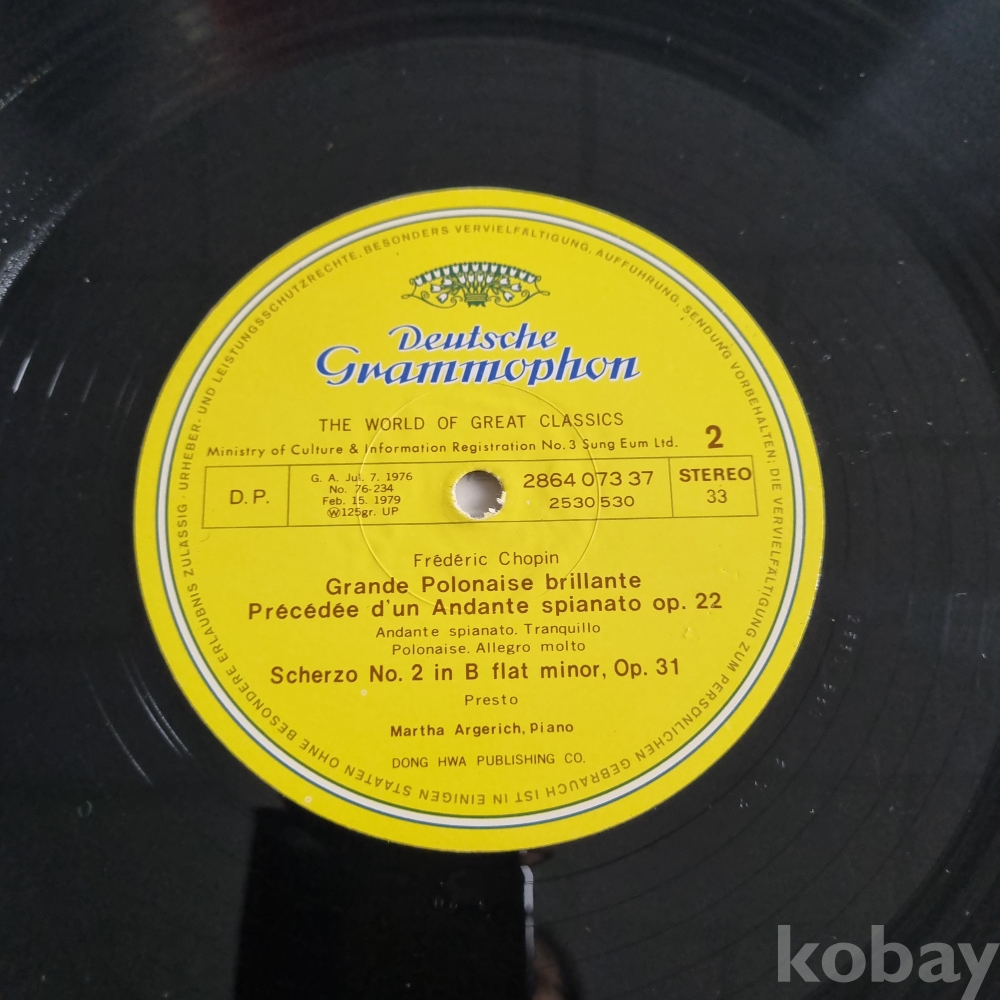 URHEBER- UND LEISTUNGSSCHUTZRECHTE, BESONDERS VERVIELFÄLTIGUNG, AUFFÜHRUNG, SENDUNG VORBEHALTEN; DIE VERVIELFÄLTIGUNG ZUM PERSÖNLICHEN GEBRAUCH IST IN EINIGEN STAATEN OHNE BESONDERE ERLAUBNIS ZULÄSSIG ·
Deutsche
Grammophon
THE WORLD OF GREAT CLASSICS
Ministry of Culture & Information Registration No. 3 Sung Eum Ltd.
2
D.P.
G. A. Jul. 7. 1976
No. 76-234
Feb. 15. 1979
Ⓦ125gr. UP
2864 073 37
2530 530
STEREO
33
Frédéric Chopin
Grande Polonaise brillante
Précédée d'un Andante spianato op. 22
Andante spianato. Tranquillo
Polonaise. Allegro molto
Scherzo No. 2 in B flat minor, Op. 31
Presto
Martha Argerich, Piano
DONG HWA PUBLISHING CO.
kobay